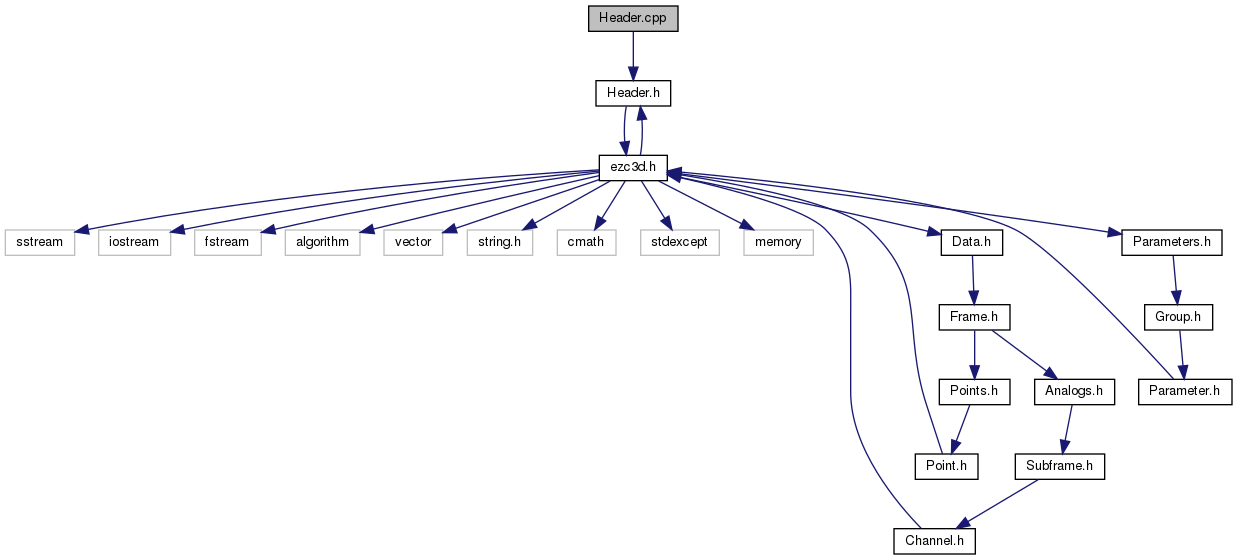 Header.cpp
Header.h
ezc3d.h
sstream
iostream
fstream
algorithm
vector
string.h
cmath
stdexcept
memory
Data.h
Parameters.h
Frame.h
Group.h
Points.h
Analogs.h
Parameter.h
Point.h
Subframe.h
Channel.h